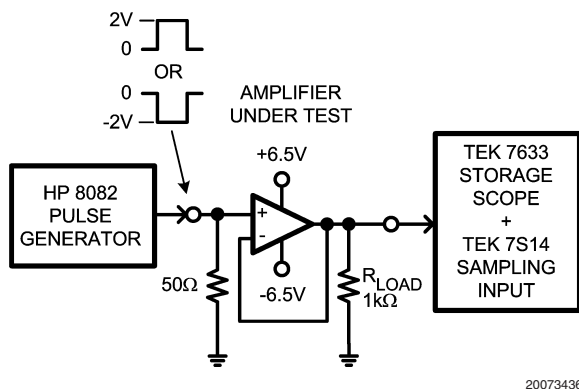 2V
0
OR
0
-2V
AMPLIFIER
UNDER TEST
+6.5V
HP 8082
PULSE
GENERATOR
+
-
50Ω
-6.5V
RLOAD
1kΩ
TEK 7633
STORAGE
SCOPE
+
TEK 7S14
SAMPLING
INPUT
20073436